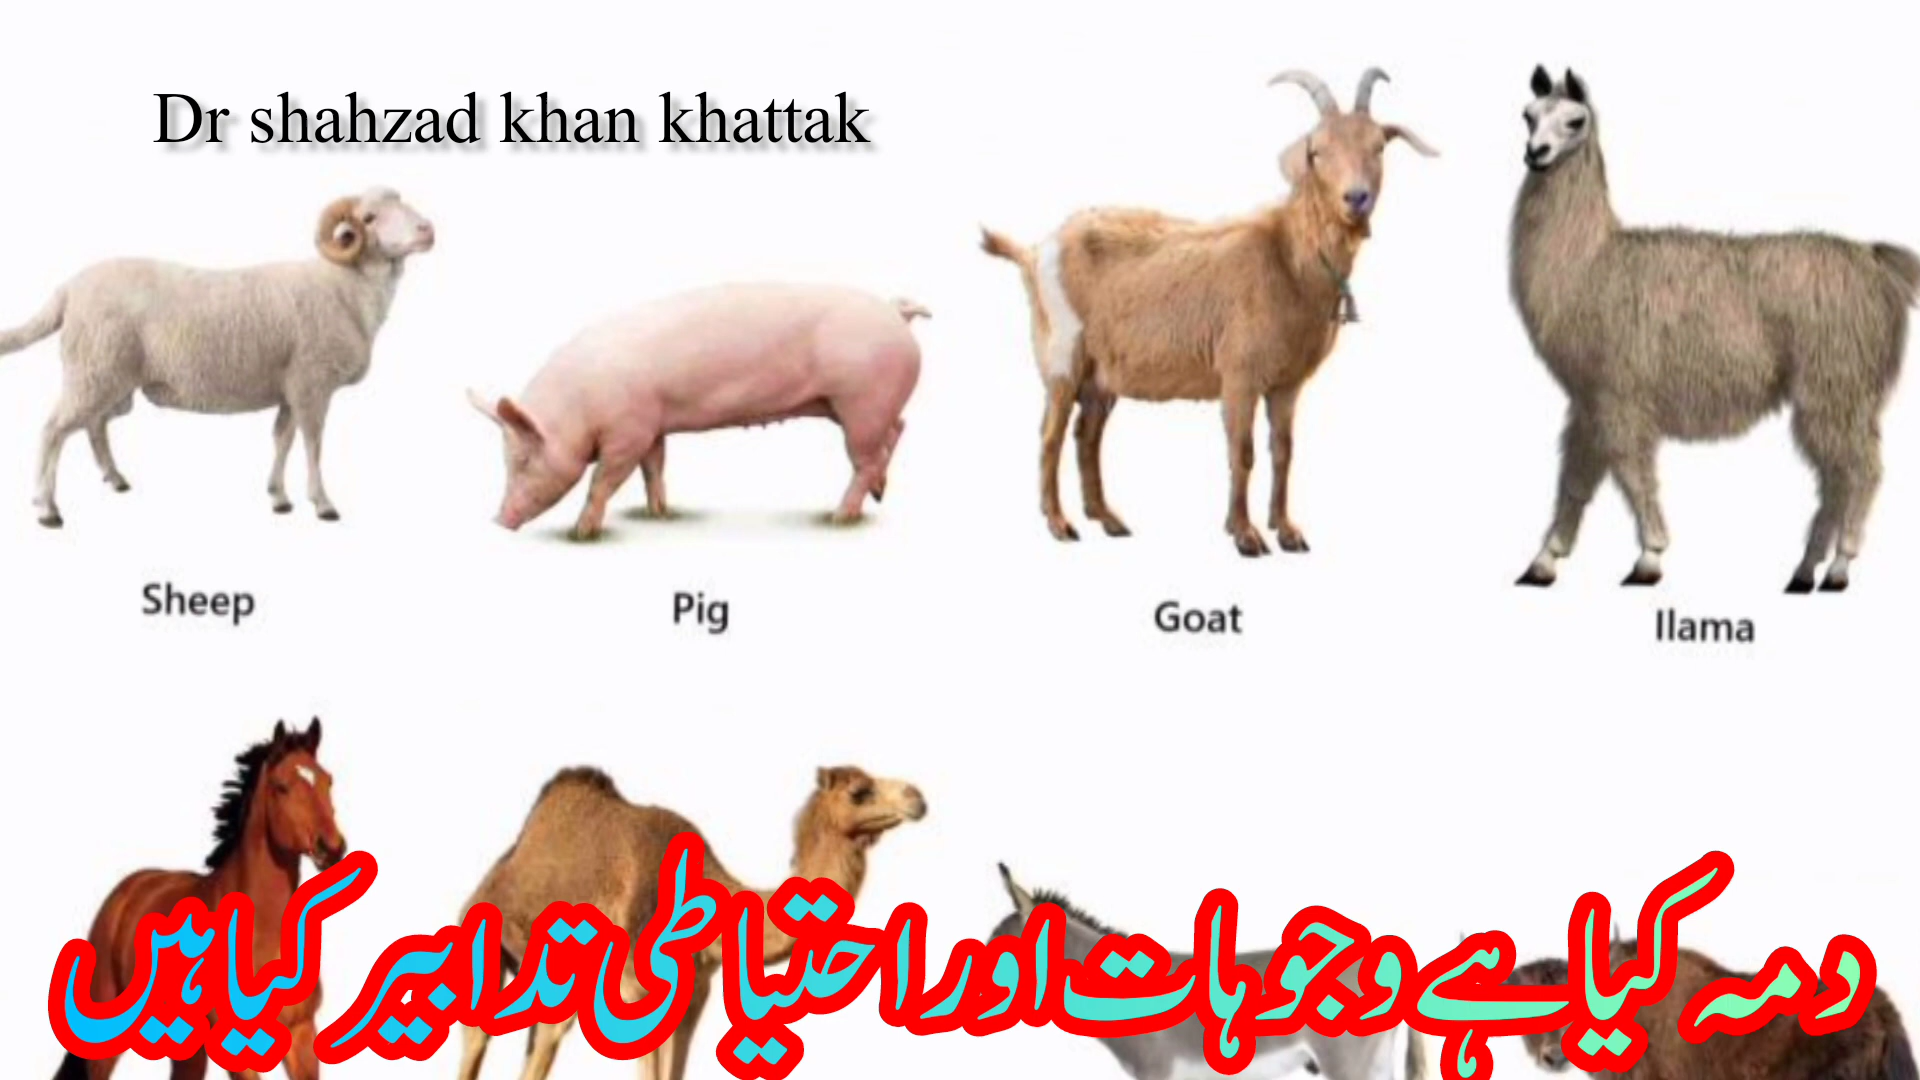 Dr shahzad khan khattak
Sheep
Pig
Goat
llama
دمہ کیا ہے وجوہات اور احتیاطی تدابیر کیا ہیں